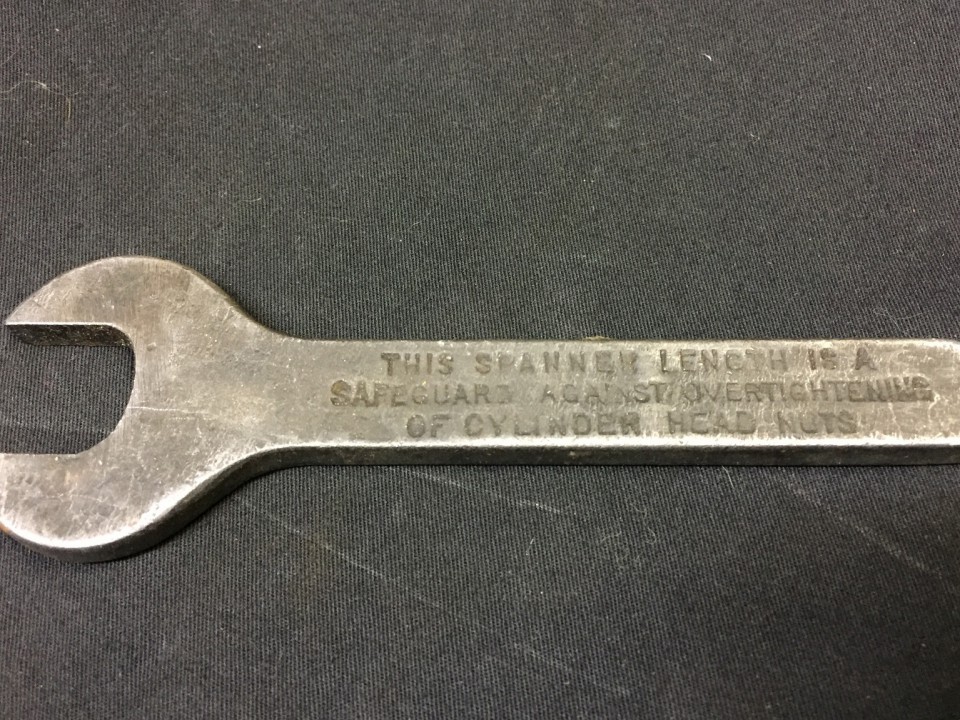 THIS SPANNER LENGTH IS A
SAFEGUARD AGAINST OVERTIGHTENING
OF CYLINDER HEAD NUTS